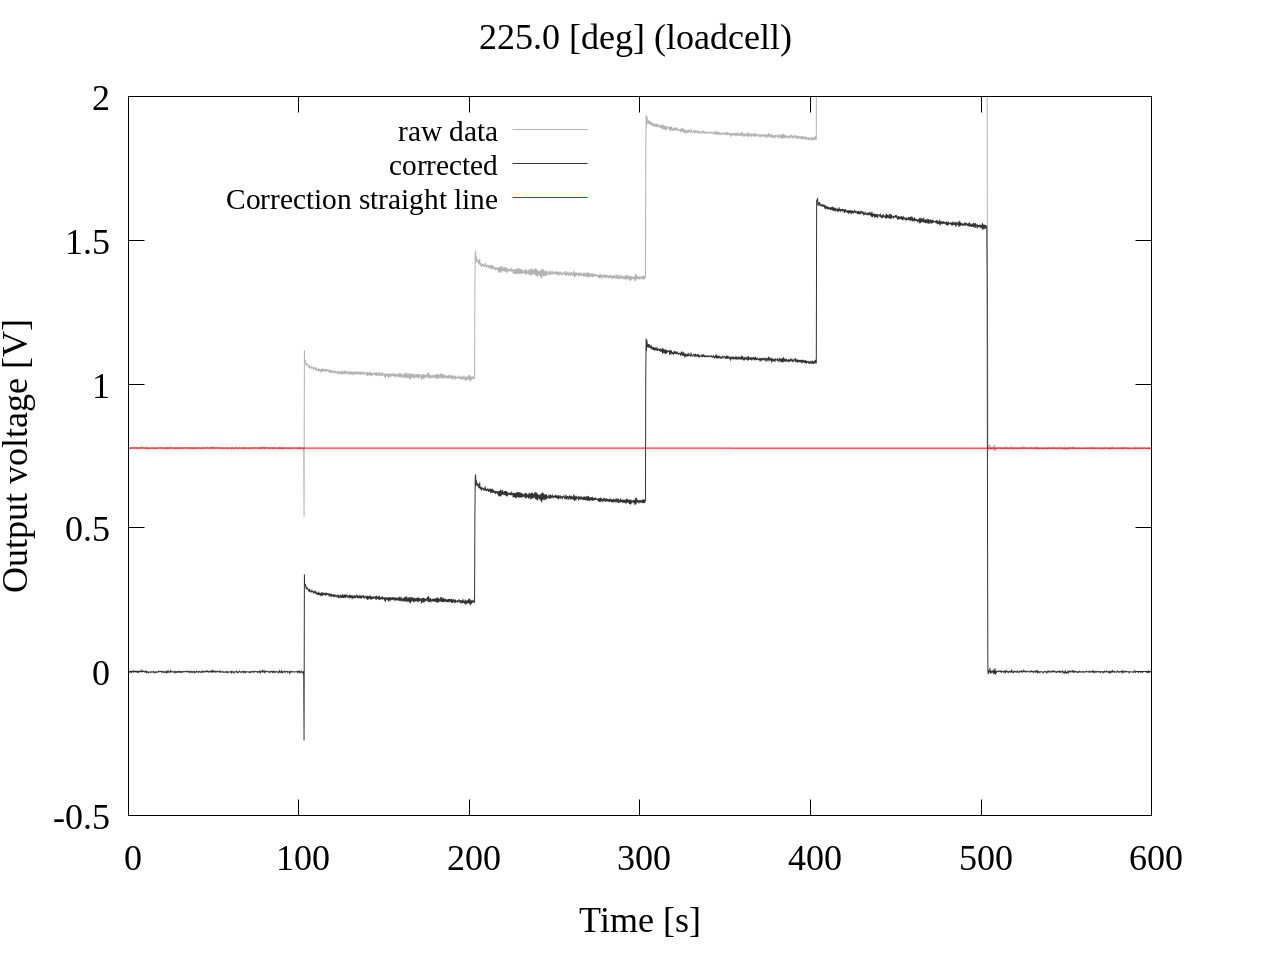 225.0 [deg] (loadcell)
2
raw data
corrected
Correction straight line
1.5
1
0.5
0
-0.5
Output voltage [V]
0 100 200 300 400 500 600
Time [s]